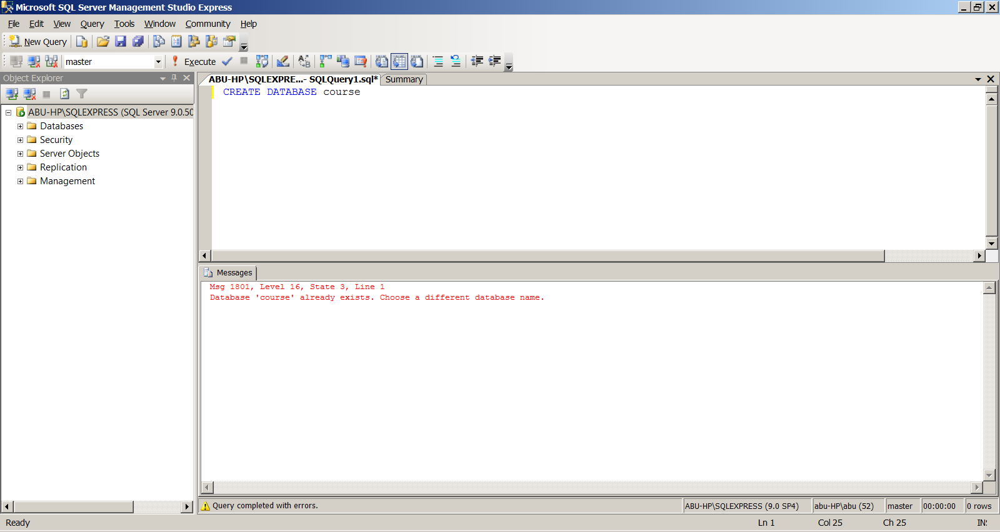 Microsoft SQL Server Management Studio Express
File Edit View Query Tools Window Community Help
New Query
master Execute
Object Explorer
ABU-HP\SQLEXPRESS (SQL Server 9.0.50
Databases
Security
Server Objects
Replication
Management
ABU-HP\SQLEXPRE...- SQLQuery1.sql* Summary
CREATE DATABASE course
Messages
Msg 1801, Level 16, State 3, Line 1
Database 'course' already exists. Choose a different database name.
Query completed with errors. ABU-HP\SQLEXPRESS (9.0 SP4) abu-HP\abu (52) master 00:00:00 0 rows
Ready Ln 1 Col 25 Ch 25 IN